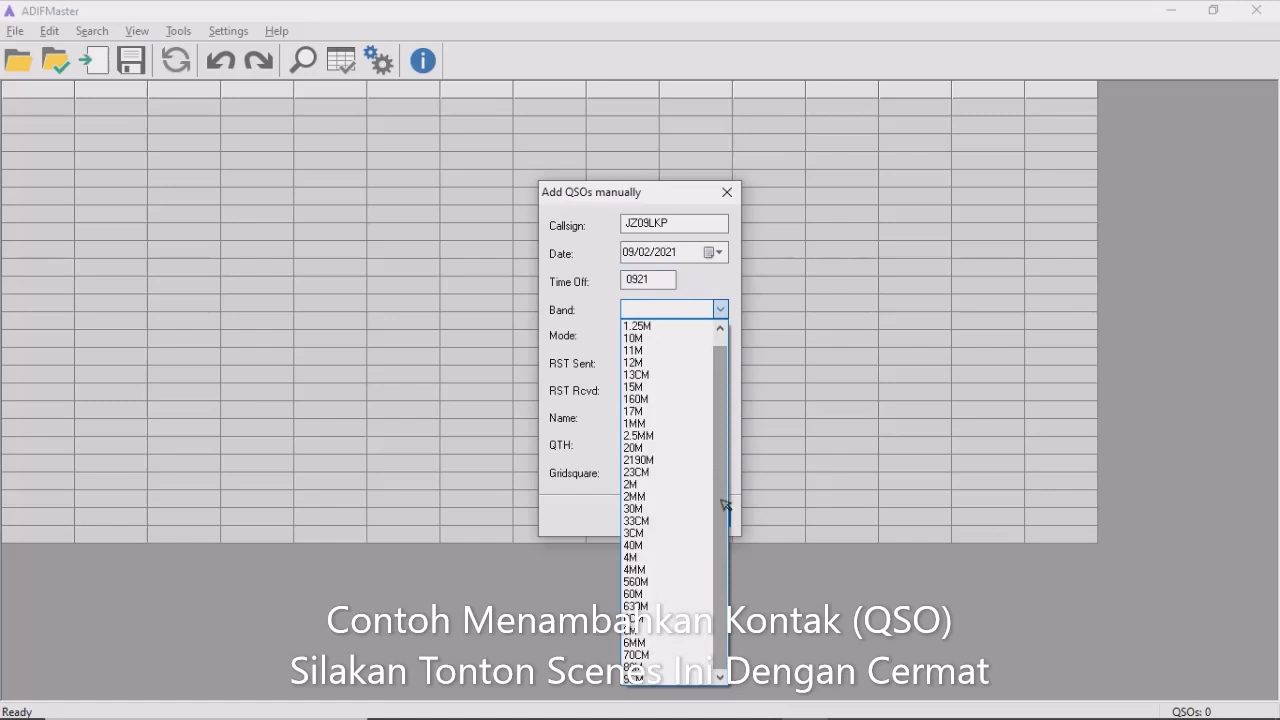 ADIFMaster
File Edit Search View Tools Settings Help
Add QSOs manually
Callsign: JZ09LKP
Date: 09/02/2021
Time Off: 0921
Band:
Mode:
RST Sent:
RST Rcvd:
Name:
QTH:
Gridsquare:
1.25M
10M
11M
12M
13CM
15M
160M
17M
1MM
2.5MM
20M
2190M
23CM
2M
2MM
30M
33CM
3CM
40M
4M
4MM
560M
60M
630M
6MM
70CM
Contoh Menambahkan Kontak (QSO)
Silakan Tonton Scenes Ini Dengan Cermat
Ready QSOs: 0